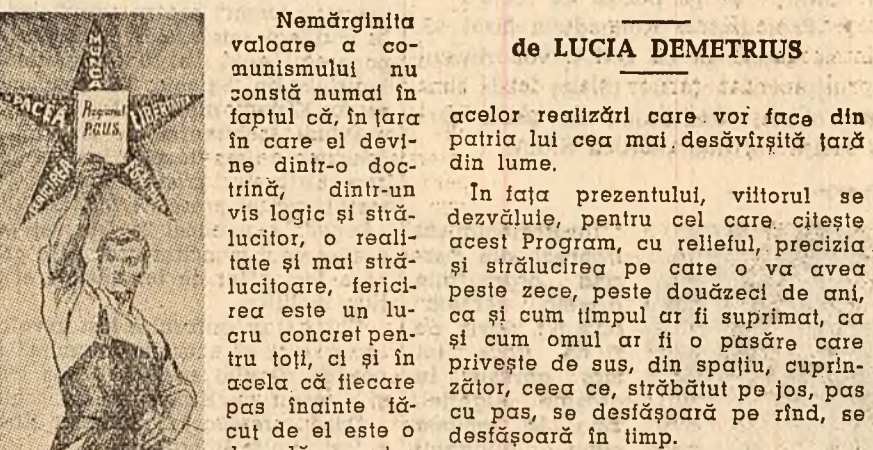 MUNCA
PACEA
LIBERTATEA
FERICIREA
EGALITATEA
Programul
P.C.U.S.
Nemărginita
valoare a co-
munismului nu
constă numai în
faptul că, în țara
în care el devi-
ne dintr-o doc-
trină, dintr-un
vis logic și stră-
lucitor, o reali-
tate și mai stră-
lucitoare, ferici-
rea este un lu-
cru concret pen-
tru toți, ci și în
acela că fiecare
pas înainte fă-
cut de el este o
de LUCIA DEMETRIUS
acelor realizări care vor face din
patria lui cea mai desăvîrșită țară
din lume.
In fața prezentului, viitorul se
dezvăluie, pentru cel care citește
acest Program, cu relieful, precizia
și strălucirea pe care o va avea
peste zece, peste douăzeci de ani,
ca și cum timpul ar fi suprimat, ca
și cum omul ar fi o pasăre care
privește de sus, din spațiu, cuprin-
zător, ceea ce, străbătut pe jos, pas
cu pas, se desfășoară pe rînd, se
desfășoară în timp.